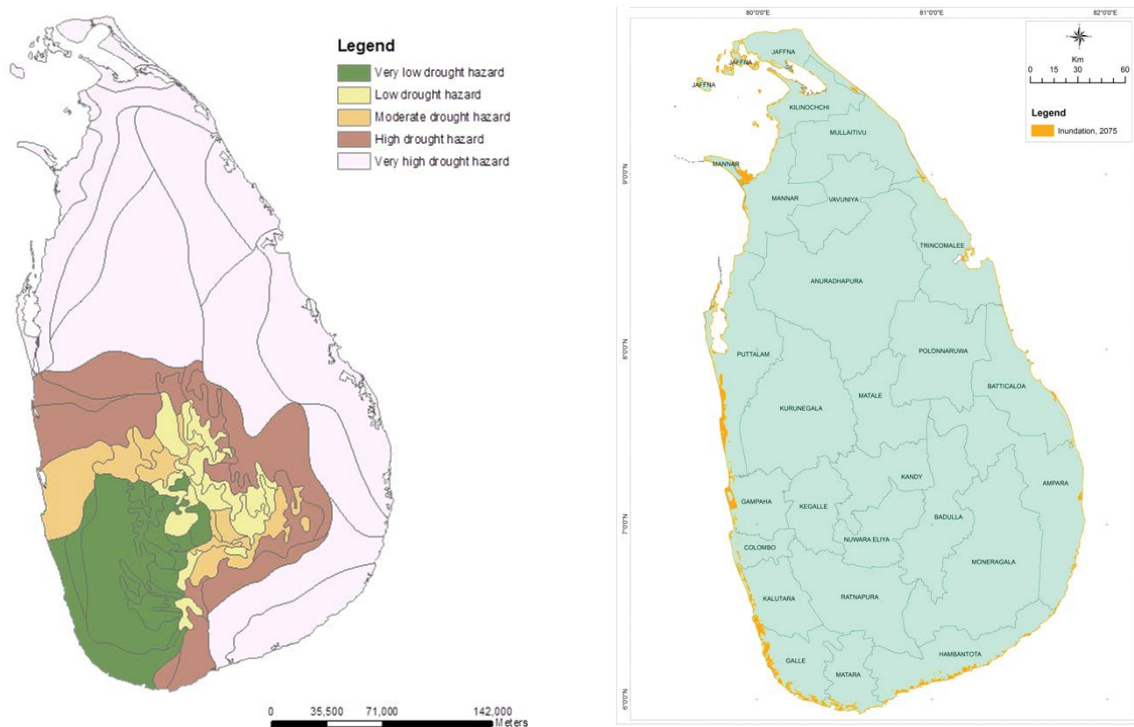 Legend
Very low drought hazard
Low drought hazard
Moderate drought hazard
High drought hazard
Very high drought hazard
0 35,500 71,000 142,000
Meters
80°0'0"E 81°0'0"E 82°0'0"E
Km
0 15 30 60
Legend
Inundation, 2075
JAFFNA
JAFFNA
JAFFNA
KILINOCHCHI
MULLAITIVU
MANNAR
9°0'0"N
MANNAR
VAVUNIYA
TRINCOMALEE
ANURADHAPURA
8°0'0"N
PUTTALAM
POLONNARUWA
BATTICALOA
MATALE
KURUNEGALA
KANDY
AMPARA
GAMPAHA
KEGALLE
7°0'0"N
BADULLA
COLOMBO
NUWARA ELIYA
MONERAGALA
KALUTARA
RATNAPURA
HAMBANTOTA
GALLE
MATARA
6°0'0"N